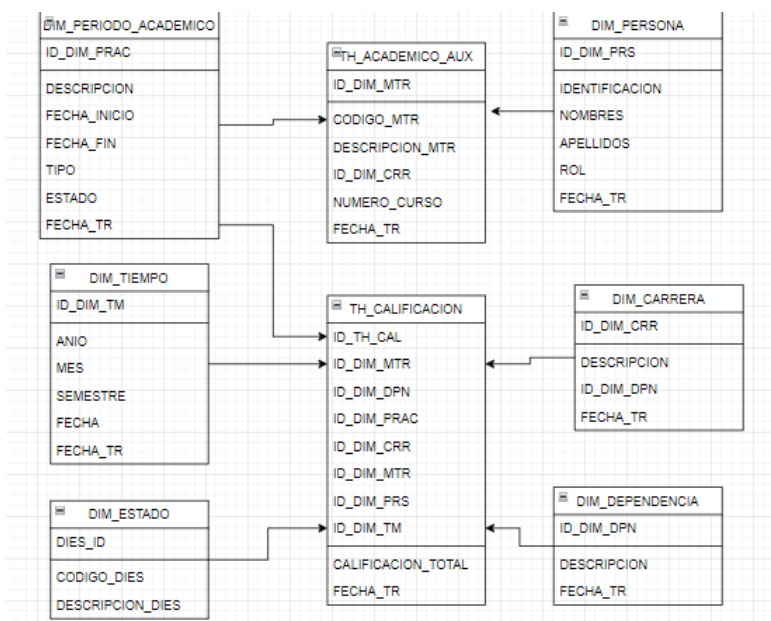 DIM_PERIODO_ACADEMICO
ID_DIM_PRAC
DESCRIPCION
FECHA_INICIO
FECHA_FIN
TIPO
ESTADO
FECHA_TR
TH_ACADEMICO_AUX
ID_DIM_MTR
CODIGO_MTR
DESCRIPCION_MTR
ID_DIM_CRR
NUMERO_CURSO
FECHA_TR
DIM_PERSONA
ID_DIM_PRS
IDENTIFICACION
NOMBRES
APELLIDOS
ROL
FECHA_TR
DIM_TIEMPO
ID_DIM_TM
ANIO
MES
SEMESTRE
FECHA
FECHA_TR
TH_CALIFICACION
ID_TH_CAL
ID_DIM_MTR
ID_DIM_DPN
ID_DIM_PRAC
ID_DIM_CRR
ID_DIM_MTR
ID_DIM_PRS
ID_DIM_TM
CALIFICACION_TOTAL
FECHA_TR
DIM_CARRERA
ID_DIM_CRR
DESCRIPCION
ID_DIM_DPN
FECHA_TR
DIM_ESTADO
DIES_ID
CODIGO_DIES
DESCRIPCION_DIES
DIM_DEPENDENCIA
ID_DIM_DPN
DESCRIPCION
FECHA_TR